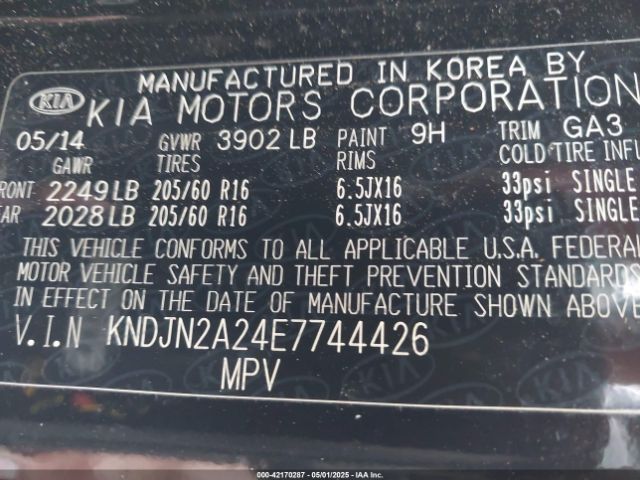 MANUFACTURED IN KOREA BY
KIA KIA MOTORS CORPORATION
05/14 GVWR 3902 LB PAINT 9H TRIM GA3
GAWR TIRES RIMS COLD TIRE INFL
RONT 2249 LB 205/60 R16 6.5JX16 33psi SINGLE
EAR 2028 LB 205/60 R16 6.5JX16 33psi SINGLE
THIS VEHICLE CONFORMS TO ALL APPLICABLE U.S.A. FEDERAL
MOTOR VEHICLE SAFETY AND THEFT PREVENTION STANDARDS
IN EFFECT ON THE DATE OF MANUFACTURE SHOWN ABOVE
V.I.N KNDJN2A24E7744426
MPV
000-42170287 - 05/01/2025 - IAAI.INC.